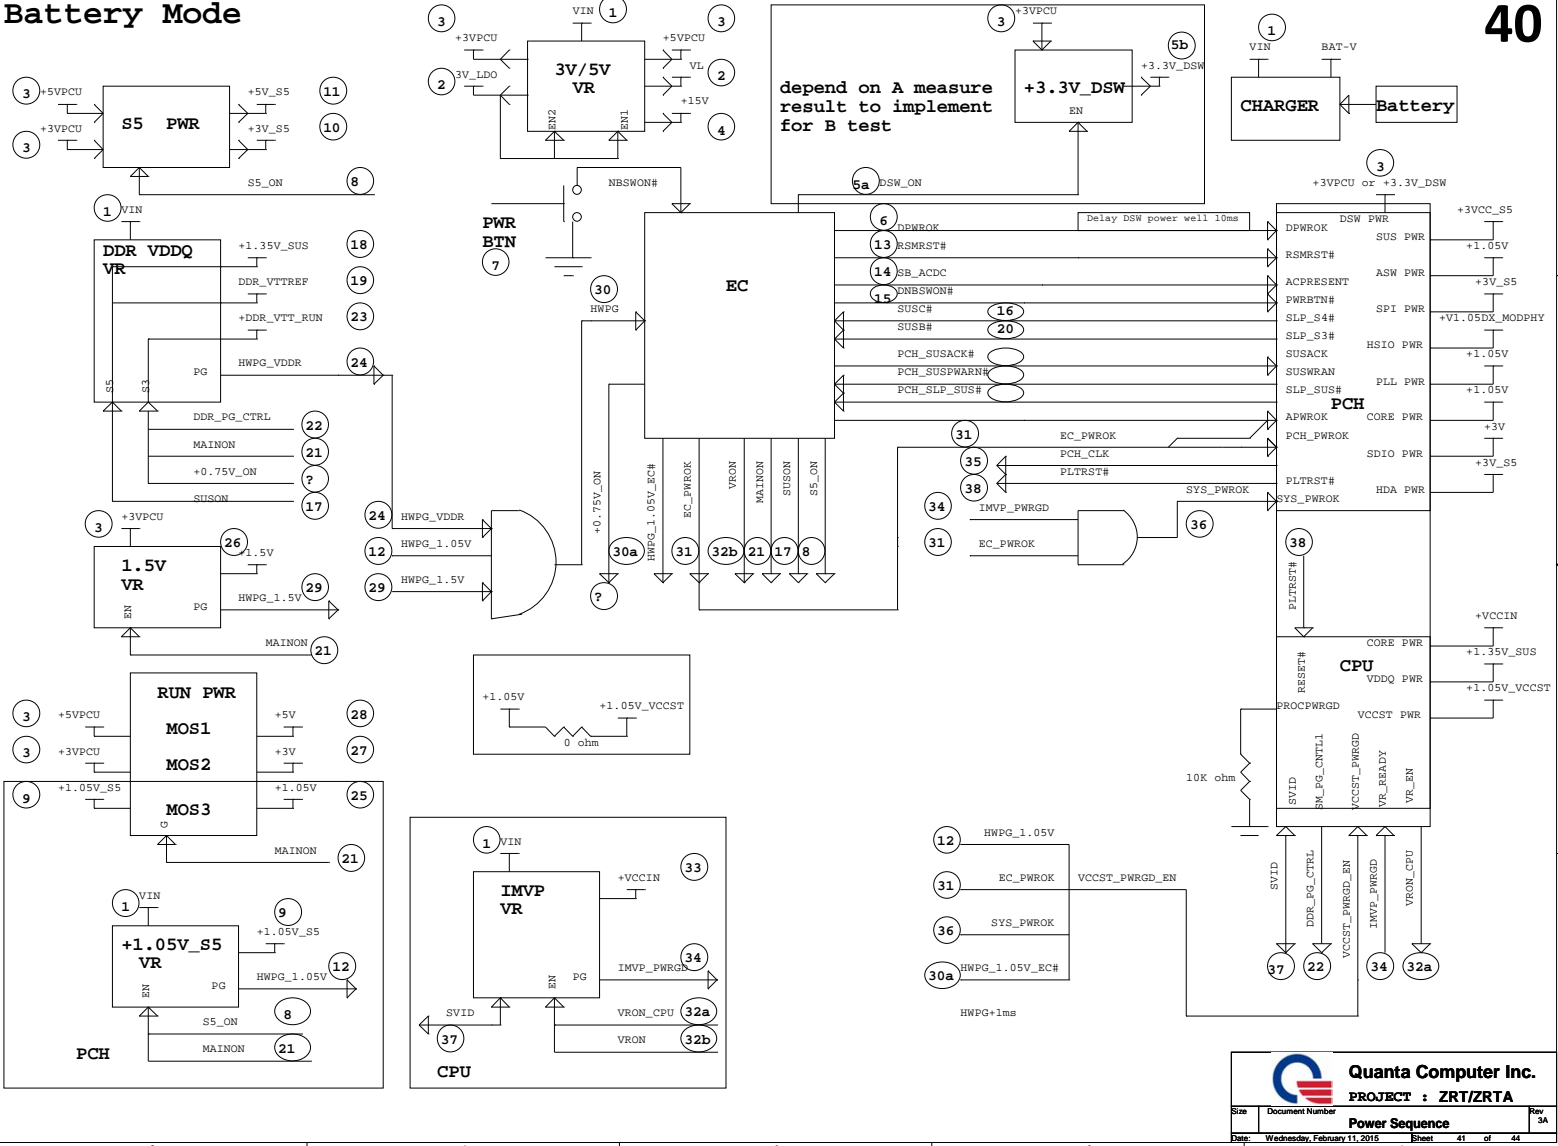 Battery Mode
40
3
+5VPCU
+5V_S5
11
3
+3VPCU
+3V_S5
10
S5 PWR
S5_ON
8
3
+3VPCU
VIN
1
+5VPCU
3
2
3V_LDO
3V/5V
VR
VL
2
+15V
4
EN2
EN1
depend on A measure
result to implement
for B test
3
+3VPCU
5b
+3.3V_DSW
+3.3V_DSW
EN
5a
DSW_ON
1
VIN
BAT-V
CHARGER
Battery
1
VIN
DDR VDDQ
VR
+1.35V_SUS
18
DDR_VTTREF
19
+DDR_VTT_RUN
23
HWPG_VDDR
24
PG
S5
S3
DDR_PG_CTRL
22
MAINON
21
+0.75V_ON
?
SUSON
17
PWR
BTN
7
NBSWON#
30
HWPG
EC
6
DPWROK
Delay DSW power well 10ms
13
RSMRST#
14
SB_ACDC
15
DNBSWON#
SUSC#
16
SUSB#
20
PCH_SUSACK#
PCH_SUSPWARN#
PCH_SLP_SUS#
31
EC_PWROK
35
PCH_CLK
38
PLTRST#
+0.75V_ON
HWPG_1.05V_EC#
EC_PWROK
VRON
MAINON
SUSON
S5_ON
30a
31
32b
21
17
8
?
3
+3VPCU or +3.3V_DSW
DSW PWR
DPWROK
RSMRST#
ACPRESENT
PWRBTN#
SLP_S4#
SLP_S3#
SUSACK
SUSWRAN
SLP_SUS#
PCH
APWROK
PCH_PWROK
PLTRST#
SYS_PWROK
SUS PWR
ASW PWR
SPI PWR
HSIO PWR
PLL PWR
CORE PWR
SDIO PWR
HDA PWR
+3VCC_S5
+1.05V
+3V_S5
+V1.05DX_MODPHY
+1.05V
+1.05V
+3V
+3V_S5
34
IMVP_PWRGD
31
EC_PWROK
SYS_PWROK
36
38
PLTRST#
24
HWPG_VDDR
12
HWPG_1.05V
29
HWPG_1.5V
3
+3VPCU
1.5V
VR
26
+1.5V
PG
HWPG_1.5V
29
EN
MAINON
21
RUN PWR
MOS1
MOS2
MOS3
3
+5VPCU
+5V
28
3
+3VPCU
+3V
27
9
+1.05V_S5
+1.05V
25
G
MAINON
21
1
VIN
+1.05V_S5
VR
9
+1.05V_S5
HWPG_1.05V
12
PG
EN
S5_ON
8
MAINON
21
PCH
+1.05V
+1.05V_VCCST
0 ohm
1
VIN
IMVP
VR
+VCCIN
33
IMVP_PWRGD
34
PG
EN
SVID
37
VRON_CPU
32a
VRON
32b
CPU
12
HWPG_1.05V
31
EC_PWROK
VCCST_PWRGD_EN
36
SYS_PWROK
30a
HWPG_1.05V_EC#
HWPG+1ms
RESET#
CPU
PROCPWRGD
10K ohm
CORE PWR
VDDQ PWR
VCCST PWR
+VCCIN
+1.35V_SUS
+1.05V_VCCST
SVID
SM_PG_CNTL1
VCCST_PWRGD
VR_READY
VR_EN
SVID
DDR_PG_CTRL
VCCST_PWRGD_EN
IMVP_PWRGD
VRON_CPU
37
22
34
32a
Quanta Computer Inc.
PROJECT : ZRT/ZRTA
Size
Document Number
Rev
Power Sequence
3A
Date:
Wednesday, February 11, 2015
Sheet
41
of
44